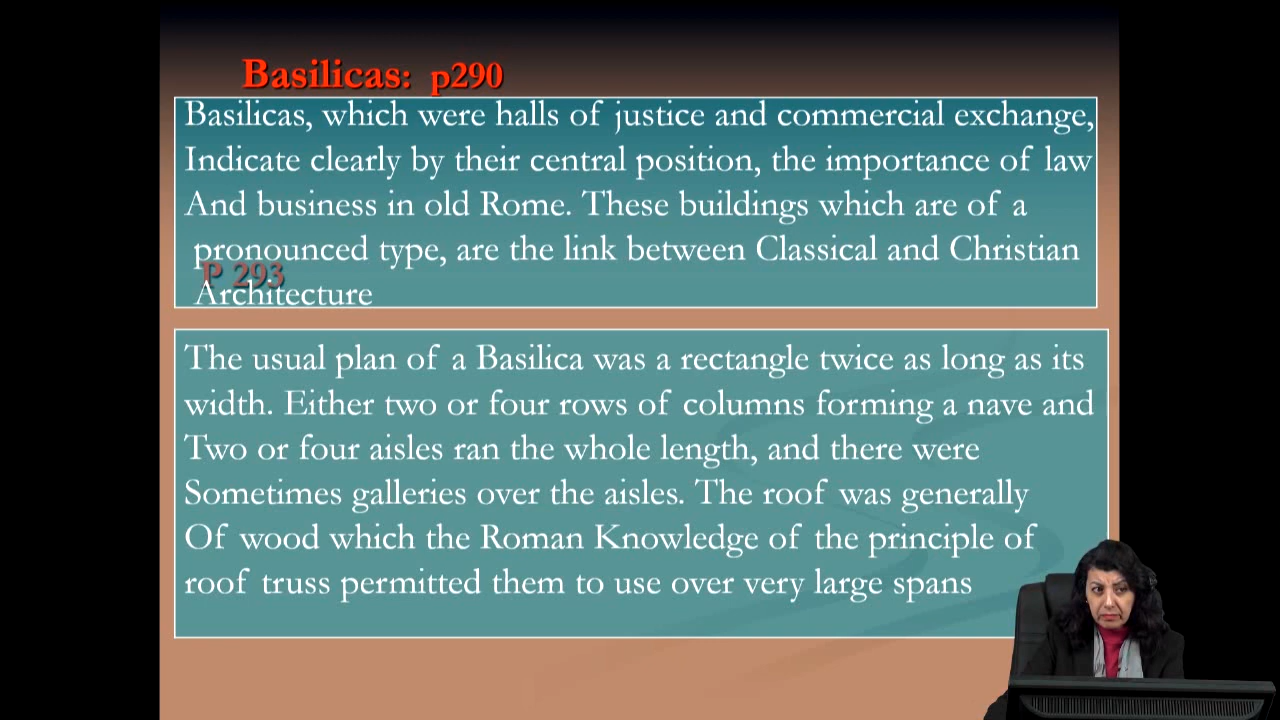 Basilicas: p290
Basilicas, which were halls of justice and commercial exchange,
Indicate clearly by their central position, the importance of law
And business in old Rome. These buildings which are of a
pronounced type, are the link between Classical and Christian
P 293
Architecture
The usual plan of a Basilica was a rectangle twice as long as its
width. Either two or four rows of columns forming a nave and
Two or four aisles ran the whole length, and there were
Sometimes galleries over the aisles. The roof was generally
Of wood which the Roman Knowledge of the principle of
roof truss permitted them to use over very large spans